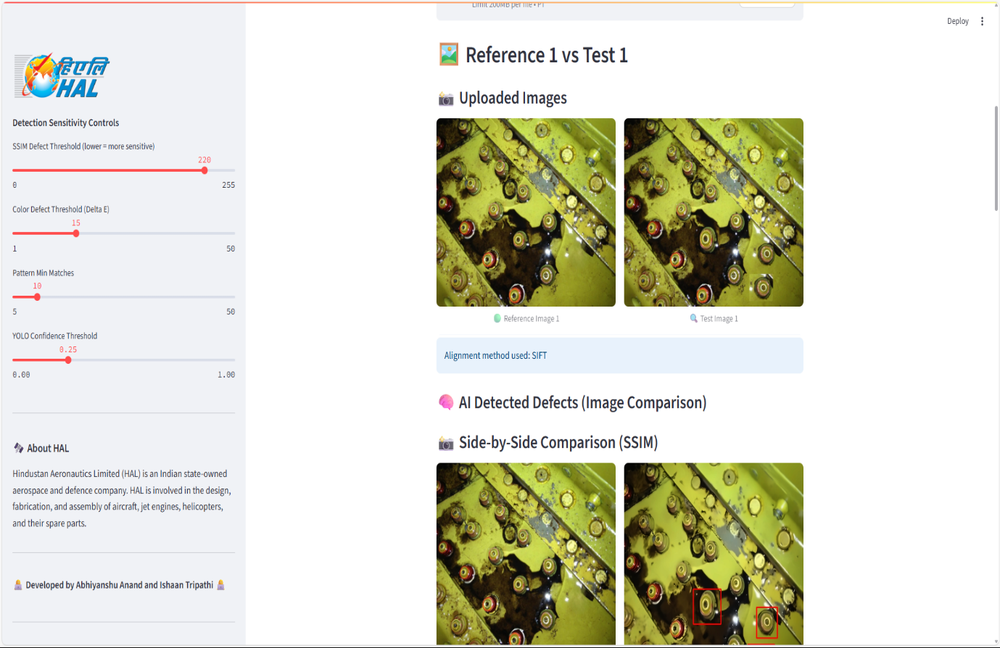 Limit 200MB per file • PT
Deploy
हिएलि
HAL
Detection Sensitivity Controls
SSIM Defect Threshold (lower = more sensitive)
220
0 255
Color Defect Threshold (Delta E)
15
1 50
Pattern Min Matches
10
5 50
YOLO Confidence Threshold
0.25
0.00 1.00
About HAL
Hindustan Aeronautics Limited (HAL) is an Indian state-owned
aerospace and defence company. HAL is involved in the design,
fabrication, and assembly of aircraft, jet engines, helicopters,
and their spare parts.
Developed by Abhiyanshu Anand and Ishaan Tripathi
Reference 1 vs Test 1
Uploaded Images
Reference Image 1
Test Image 1
Alignment method used: SIFT
AI Detected Defects (Image Comparison)
Side-by-Side Comparison (SSIM)